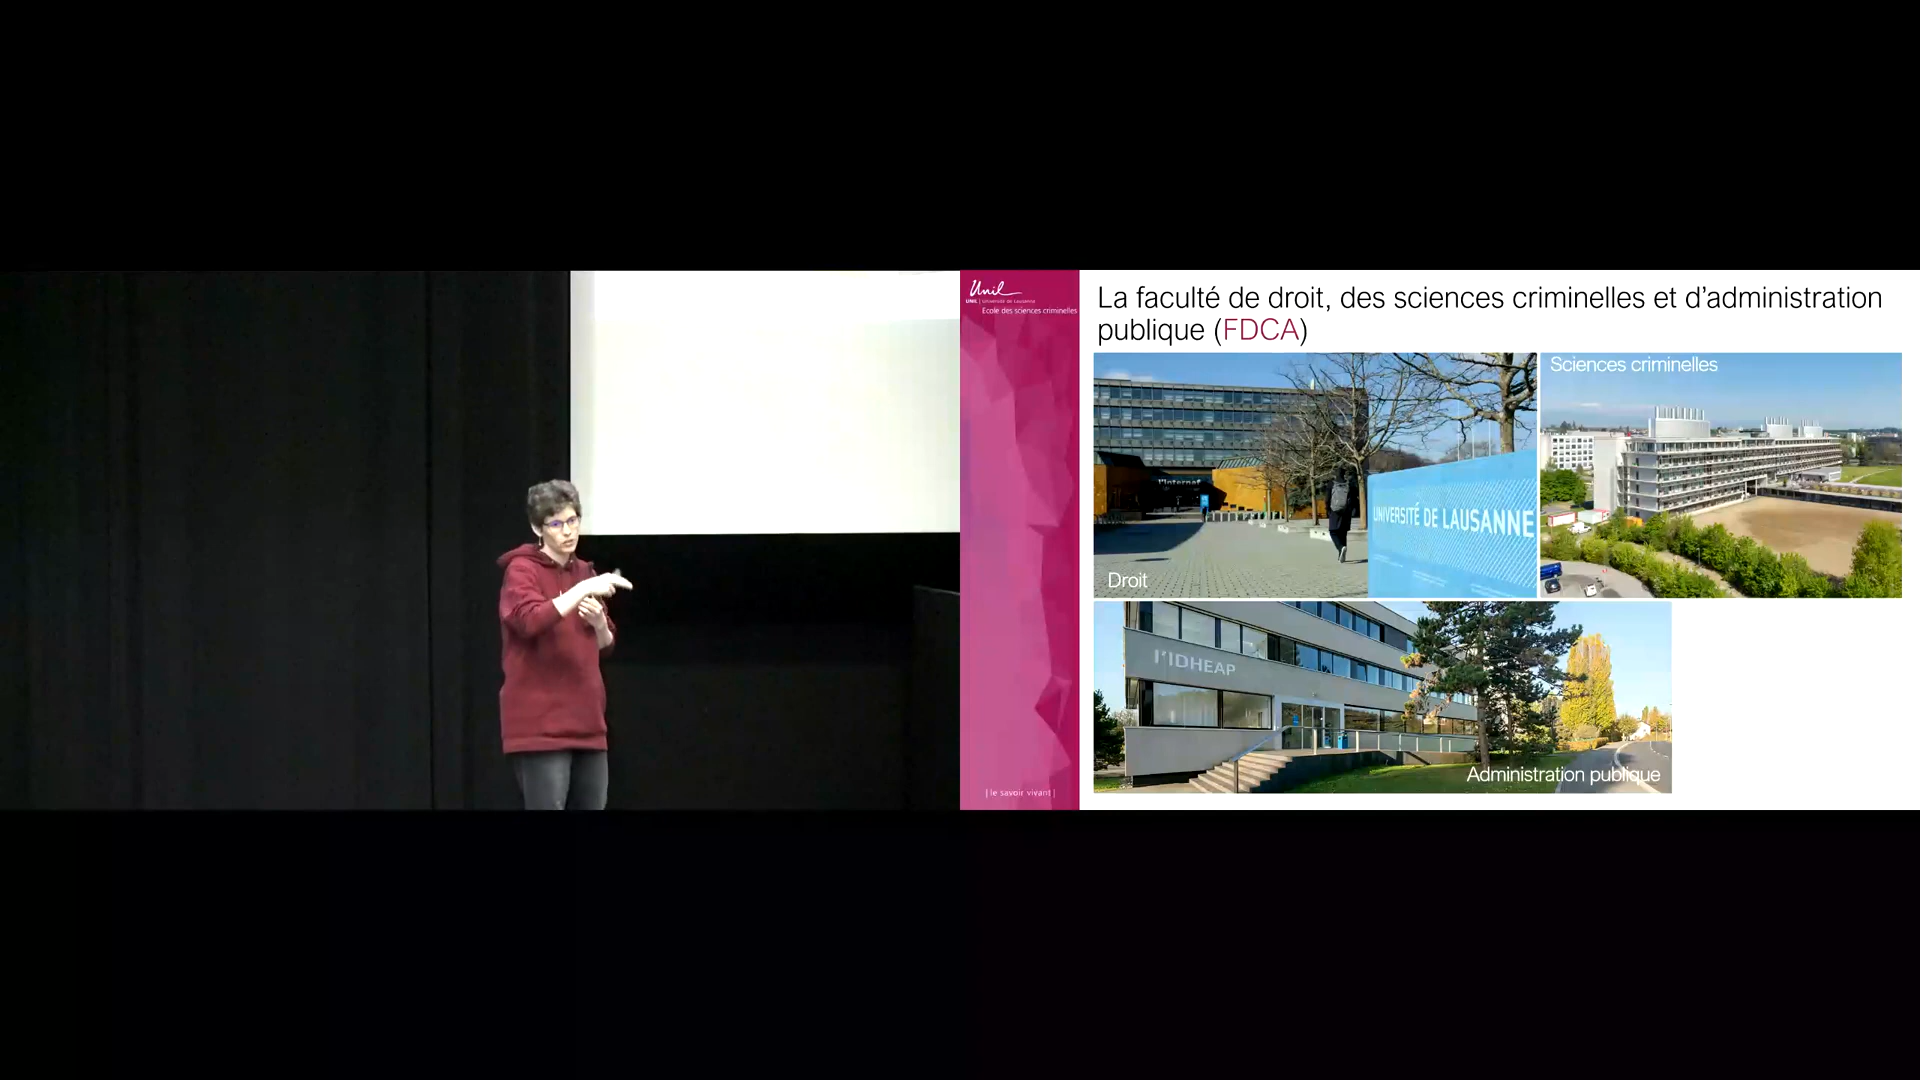 Unil
UNIL | Université de Lausanne
Ecole des sciences criminelles
La faculté de droit, des sciences criminelles et d’administration
publique (FDCA)
Sciences criminelles
l'Internef
UNIVERSITÉ DE LAUSANNE
Droit
l'IDHEAP
Administration publique
| le savoir vivant |